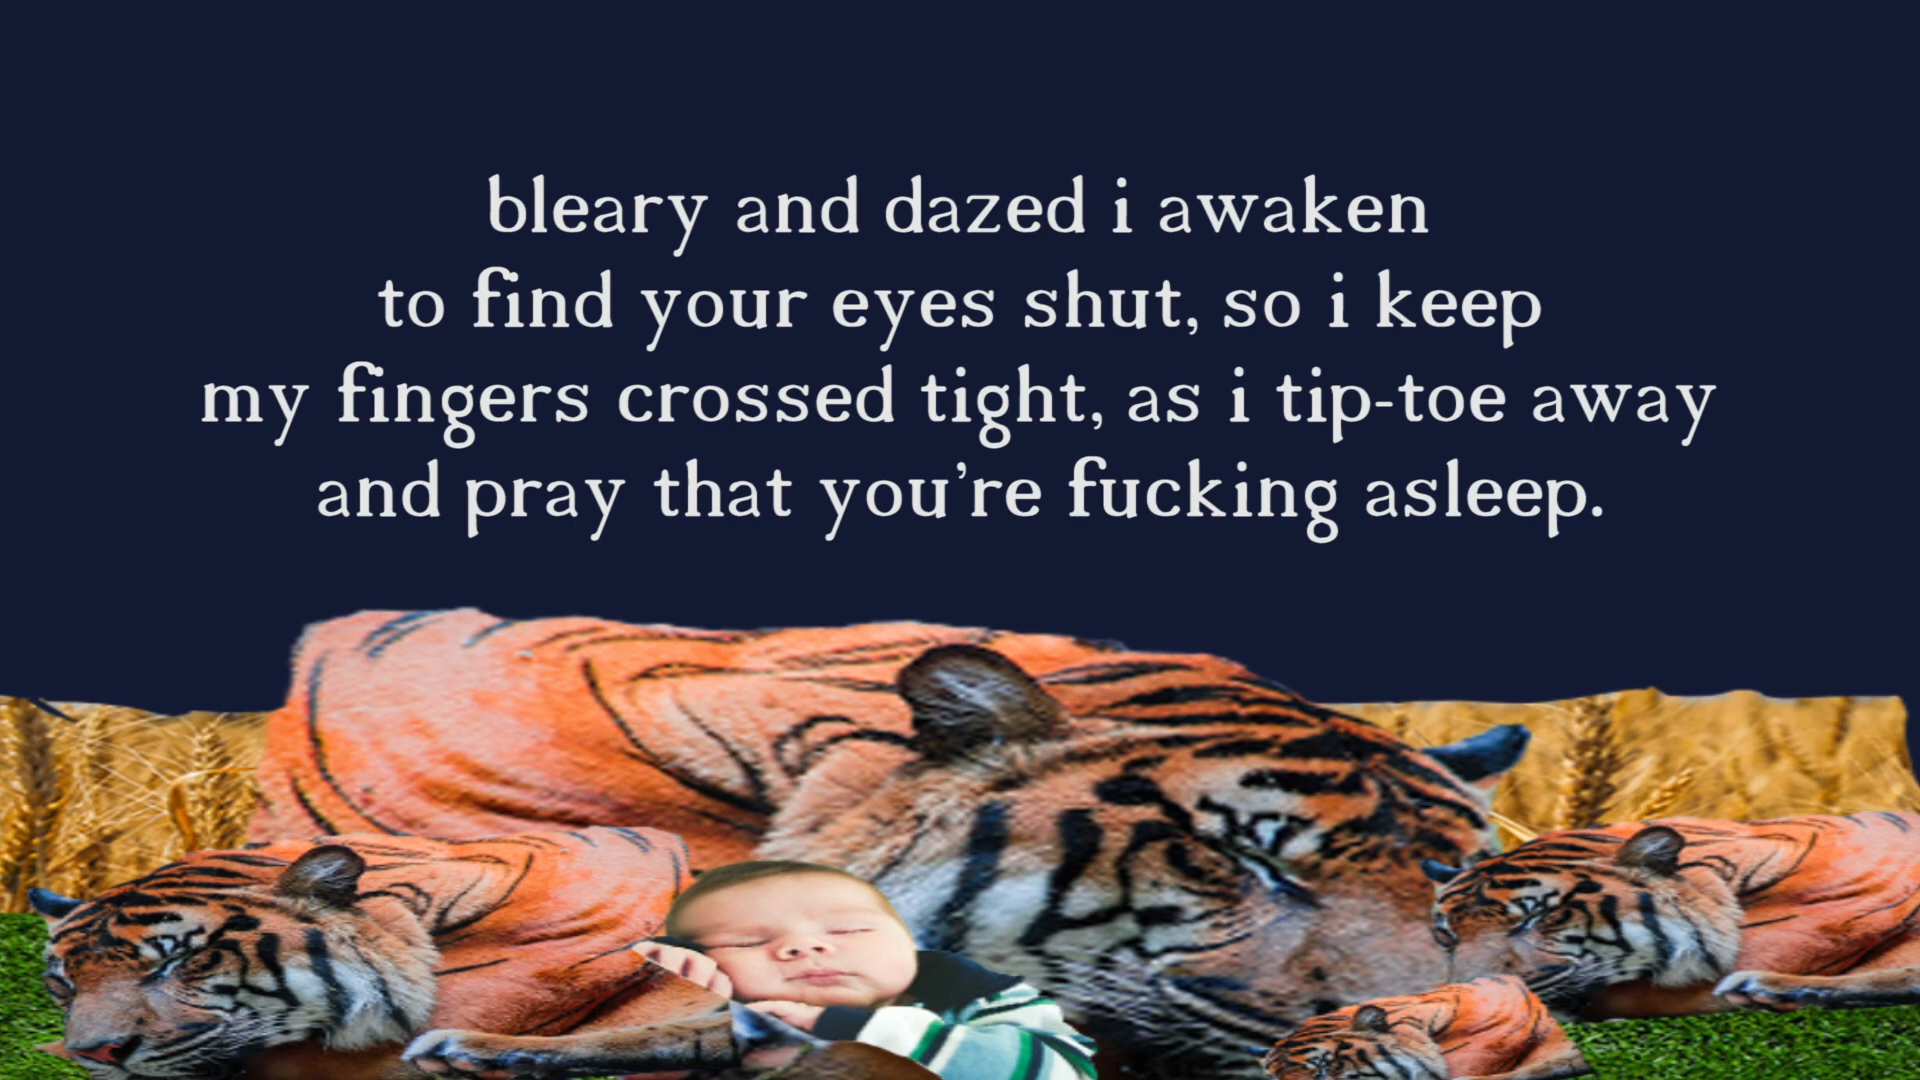 bleary and dazed i awaken
to find your eyes shut, so i keep
my fingers crossed tight, as i tip-toe away
and pray that you’re fucking asleep.